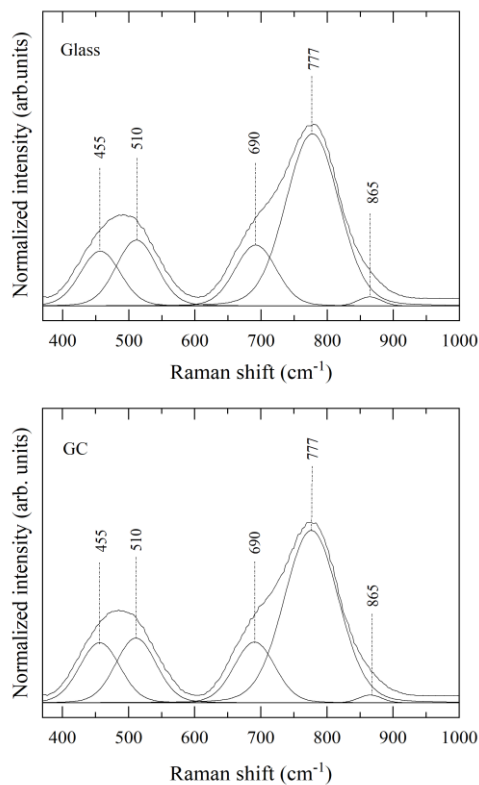 Glass
455
510
690
777
865
Normalized intensity (arb.units)
400 500 600 700 800 900 1000
Raman shift (cm⁻¹)
GC
455
510
690
777
865
Normalized intensity (arb. units)
400 500 600 700 800 900 1000
Raman shift (cm⁻¹)